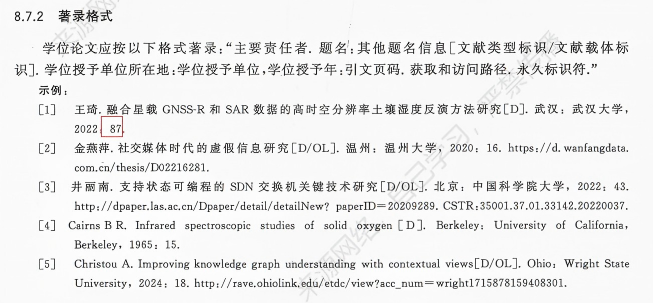 8.7.2 著录格式
学位论文应按以下格式著录:“主要责任者. 题名:其他题名信息[文献类型标识/文献载体标
识]. 学位授予单位所在地:学位授予单位,学位授予年:引文页码. 获取和访问路径. 永久标识符.”
示例:
[1] 王琦. 融合星载 GNSS-R 和 SAR 数据的高时空分辨率土壤湿度反演方法研究[D]. 武汉: 武汉大学,
2022: 87.
[2] 金燕萍. 社交媒体时代的虚假信息研究[D/OL]. 温州: 温州大学, 2020: 16. https://d.wanfangdata.
com.cn/thesis/D02216281.
[3] 井丽南. 支持状态可编程的 SDN 交换机关键技术研究[D/OL]. 北京: 中国科学院大学, 2022: 43.
http://dpaper.las.ac.cn/Dpaper/detail/detailNew? paperID=20209289. CSTR:35001.37.01.33142.20220037.
[4] Cairns B R. Infrared spectroscopic studies of solid oxygen[D]. Berkeley: University of California,
Berkeley, 1965: 15.
[5] Christou A. Improving knowledge graph understanding with contextual views[D/OL]. Ohio: Wright State
University, 2024: 18. http://rave.ohiolink.edu/etdc/view?acc_num=wright1715878159408301.